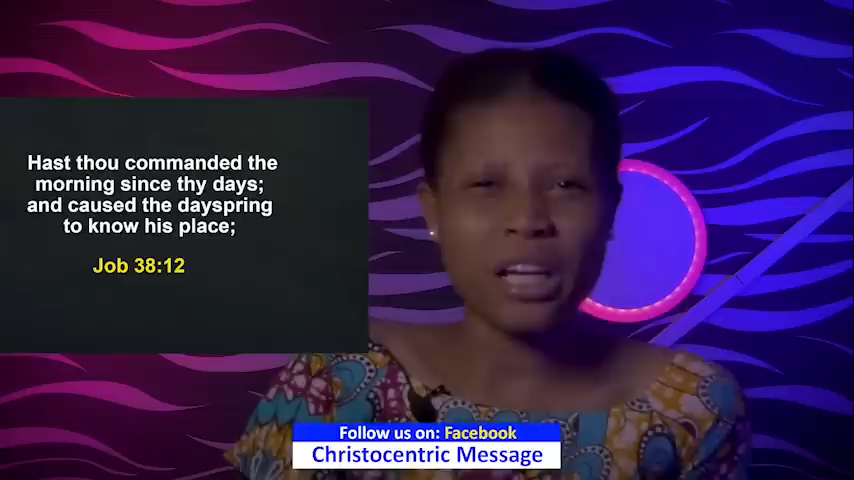 Hast thou commanded the
morning since thy days;
and caused the dayspring
to know his place;
Job 38:12
Follow us on: Facebook
Christocentric Message